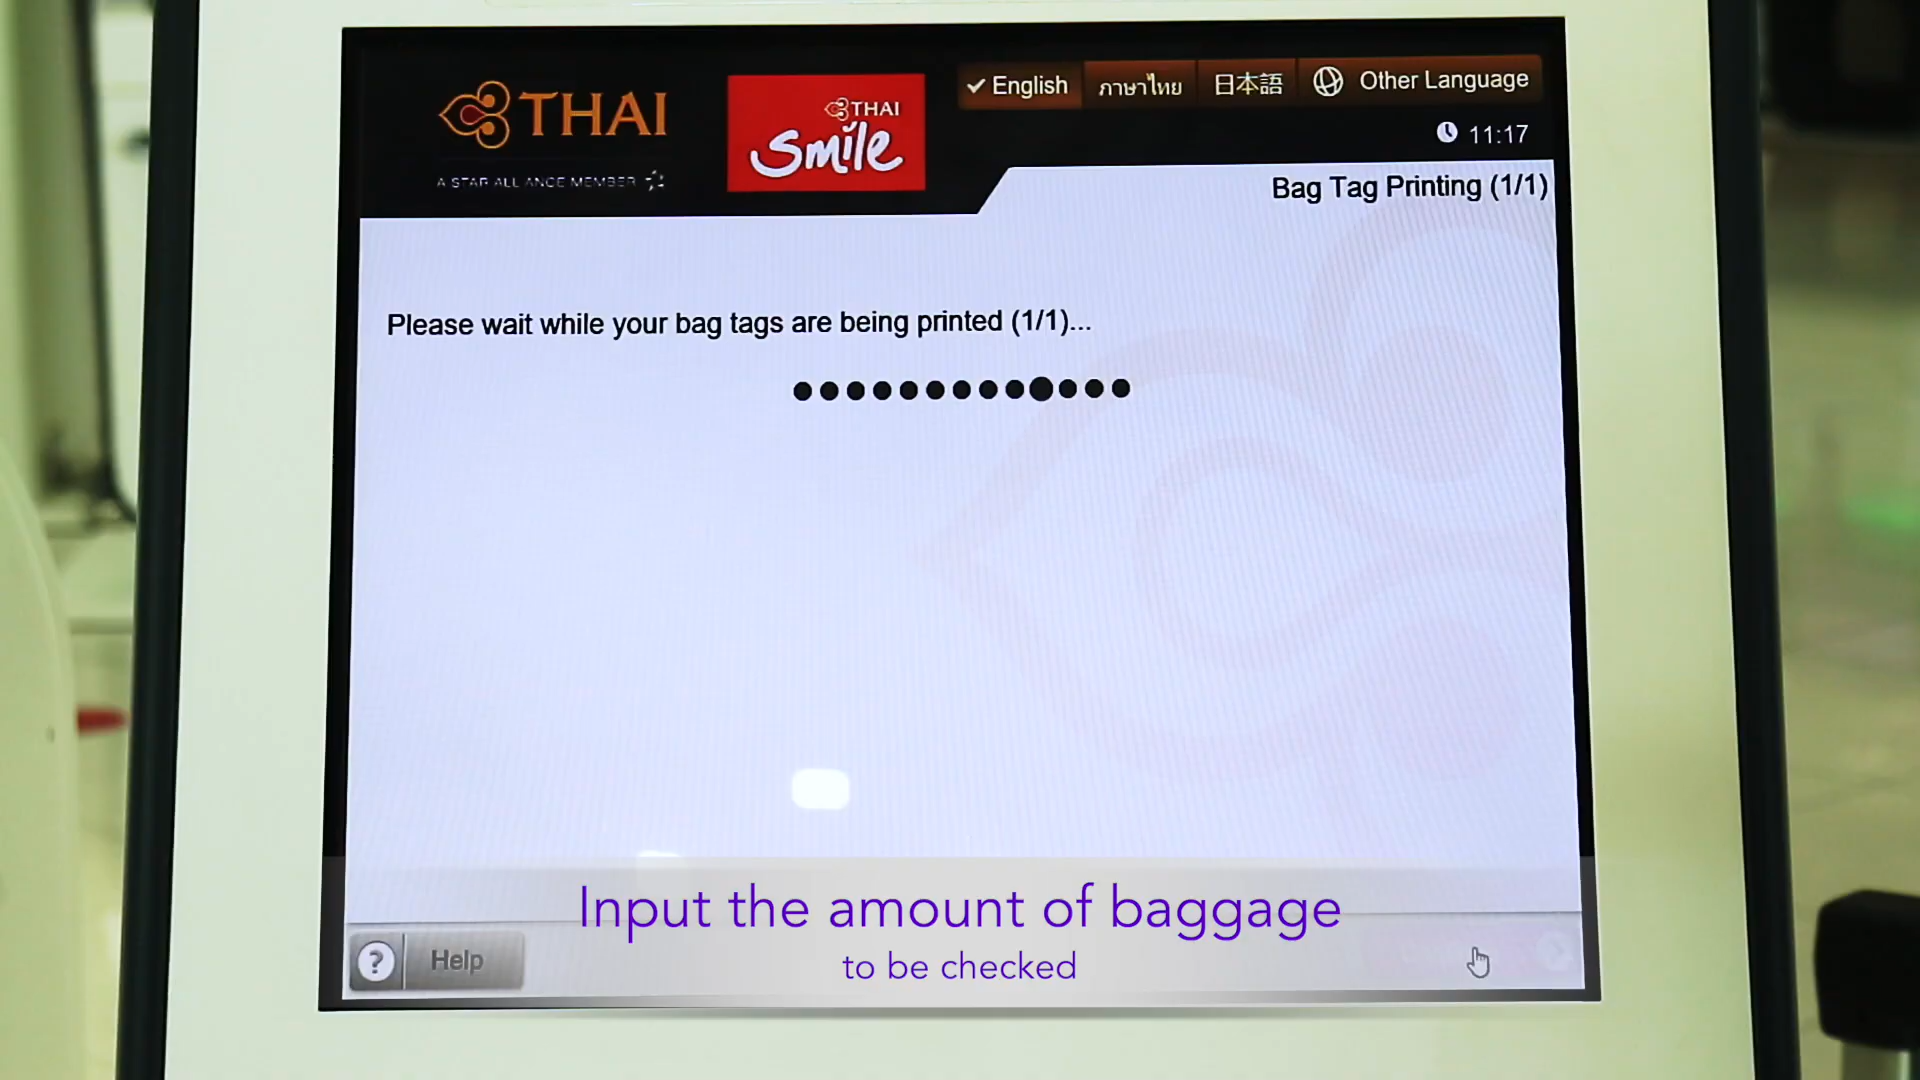 THAI
A STAR ALLIANCE MEMBER
THAI
Smile
English
ภาษาไทย
日本語
Other Language
11:17
Bag Tag Printing (1/1)
Please wait while your bag tags are being printed (1/1)...
Input the amount of baggage
to be checked
? Help